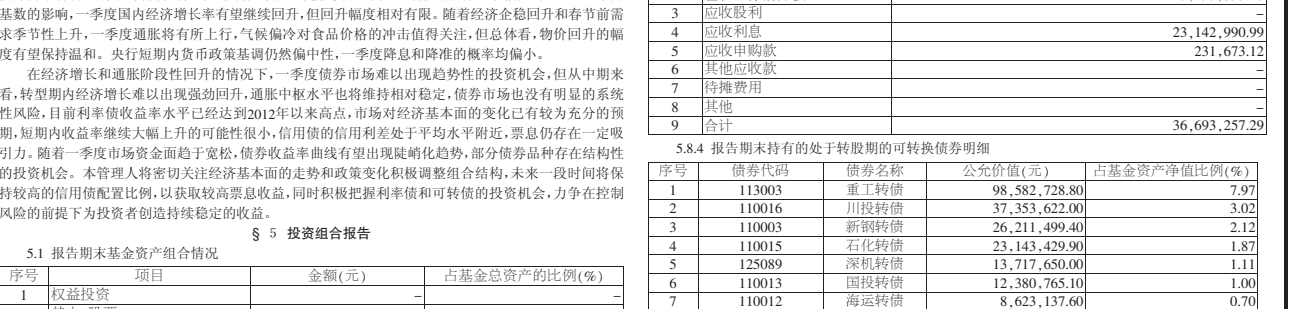 基数的影响,一季度国内经济增长率有望继续回升,但回升幅度相对有限。随着经济企稳回升和春节前需
求季节性上升,一季度通胀将有所上行,气候偏冷对食品价格的冲击值得关注,但总体看,物价回升的幅
度有望保持温和。央行短期内货币政策基调仍然偏中性,一季度降息和降准的概率均偏小。
在经济增长和通胀阶段性回升的情况下,一季度债券市场难以出现趋势性的投资机会,但从中期来
看,转型期内经济增长难以出现强劲回升,通胀中枢水平也将维持相对稳定,债券市场也没有明显的系统
性风险,目前利率债收益率水平已经达到2012年以来高点,市场对经济基本面的变化已有较为充分的预
期,短期内收益率继续大幅上升的可能性很小,信用债的信用利差处于平均水平附近,票息仍存在一定吸
引力。随着一季度市场资金面趋于宽松,债券收益率曲线有望出现陡峭化趋势,部分债券品种存在结构性
的投资机会。本管理人将密切关注经济基本面的走势和政策变化积极调整组合结构,未来一段时间将保
持较高的信用债配置比例,以获取较高票息收益,同时积极把握利率债和可转债的投资机会,力争在控制
风险的前提下为投资者创造持续稳定的收益。
§ 5 投资组合报告
5.1 报告期末基金资产组合情况
序号 项目 金额(元) 占基金总资产的比例(%)
1 权益投资 – –
3 应收股利 –
4 应收利息 23,142,990.99
5 应收申购款 231,673.12
6 其他应收款 –
7 待摊费用 –
8 其他 –
9 合计 36,693,257.29
5.8.4 报告期末持有的处于转股期的可转换债券明细
序号 债券代码 债券名称 公允价值(元) 占基金资产净值比例(%)
1 113003 重工转债 98,582,728.80 7.97
2 110016 川投转债 37,353,622.00 3.02
3 110003 新钢转债 26,211,499.40 2.12
4 110015 石化转债 23,143,429.90 1.87
5 125089 深机转债 13,717,650.00 1.11
6 110013 国投转债 12,380,765.10 1.00
7 110012 海运转债 8,623,137.60 0.70